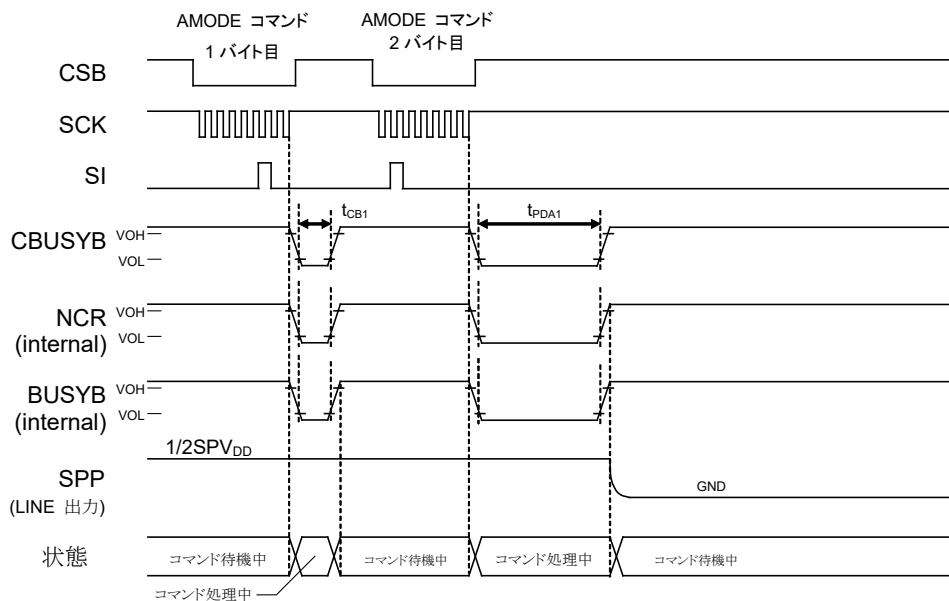 AMODE コマンド
1 バイト目
AMODE コマンド
2 バイト目
CSB
SCK
SI
tCB1
tPDA1
CBUSYB
VOH
VOL
NCR
(internal)
VOH
VOL
BUSYB
(internal)
VOH
VOL
1/2SPVDD
SPP
(LINE 出力)
GND
状態
コマンド待機中
コマンド待機中
コマンド処理中
コマンド待機中
コマンド処理中